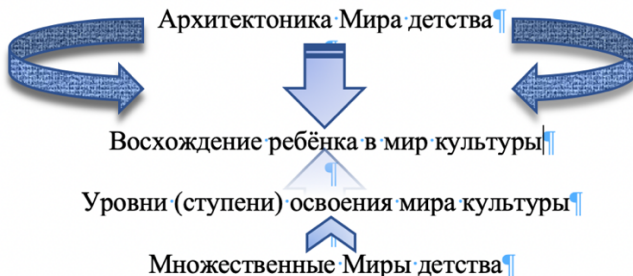 Архитектоника Мира детства
Восхождение ребёнка в мир культуры
Уровни (ступени) освоения мира культуры
Множественные Миры детства